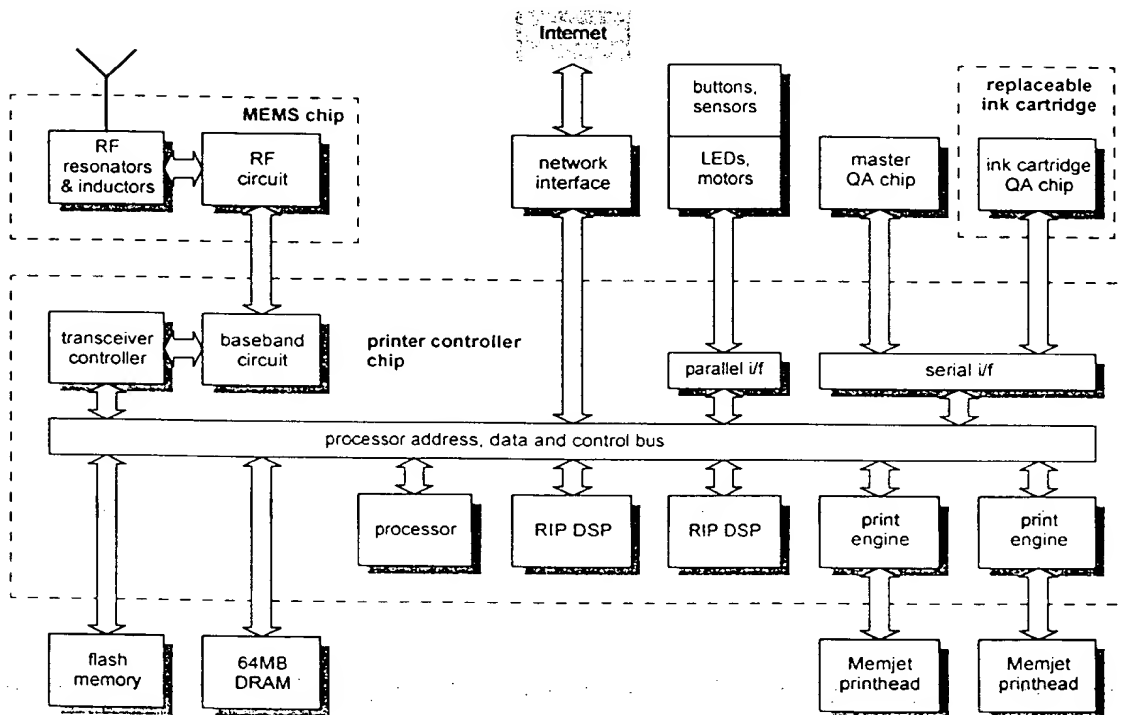 Internet
MEMS chip
RF
resonators
& inductors
RF
circuit
network
interface
buttons,
sensors
LEDs,
motors
master
QA chip
replaceable
ink cartridge
ink cartridge
QA chip
transceiver
controller
baseband
circuit
printer controller
chip
parallel i/f
serial i/f
processor address, data and control bus
processor
RIP DSP
RIP DSP
print
engine
print
engine
flash
memory
64MB
DRAM
Memjet
printhead
Memjet
printhead